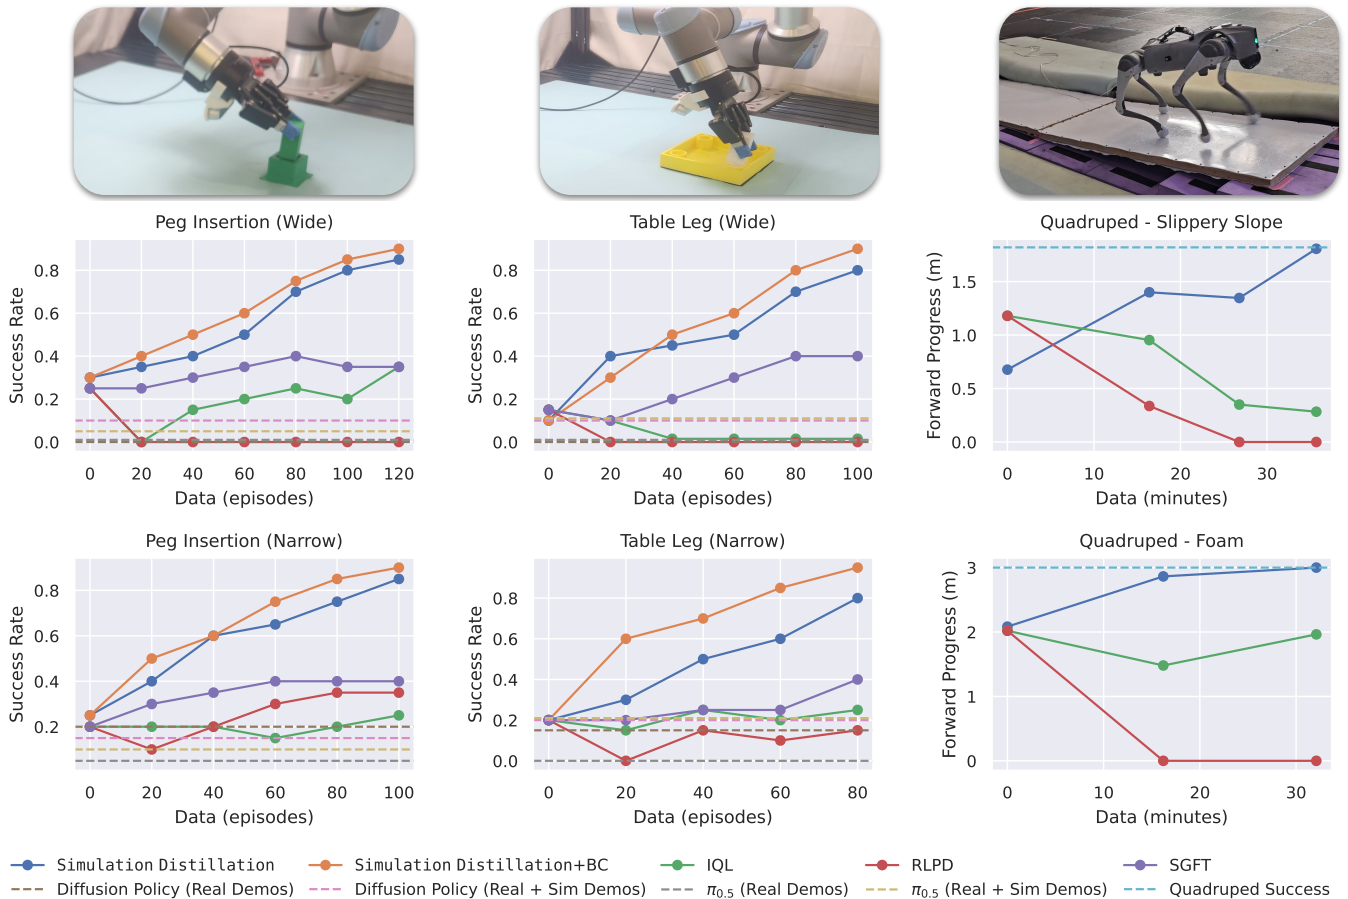 Peg Insertion (Wide)
Table Leg (Wide)
Quadruped - Slippery Slope
Success Rate
0.8
0.6
0.4
0.2
0.0
0 20 40 60 80 100 120
Data (episodes)
Success Rate
0.8
0.6
0.4
0.2
0.0
0 20 40 60 80 100
Data (episodes)
Forward Progress (m)
1.5
1.0
0.5
0.0
0 10 20 30
Data (minutes)
Peg Insertion (Narrow)
Table Leg (Narrow)
Quadruped - Foam
Success Rate
0.8
0.6
0.4
0.2
0 20 40 60 80 100
Data (episodes)
Success Rate
0.8
0.6
0.4
0.2
0.0
0 20 40 60 80
Data (episodes)
Forward Progress (m)
3
2
1
0
0 10 20 30
Data (minutes)
Simulation Distillation
Simulation Distillation+BC
IQL
RLPD
SGFT
Diffusion Policy (Real Demos)
Diffusion Policy (Real + Sim Demos)
π0.5 (Real Demos)
π0.5 (Real + Sim Demos)
Quadruped Success